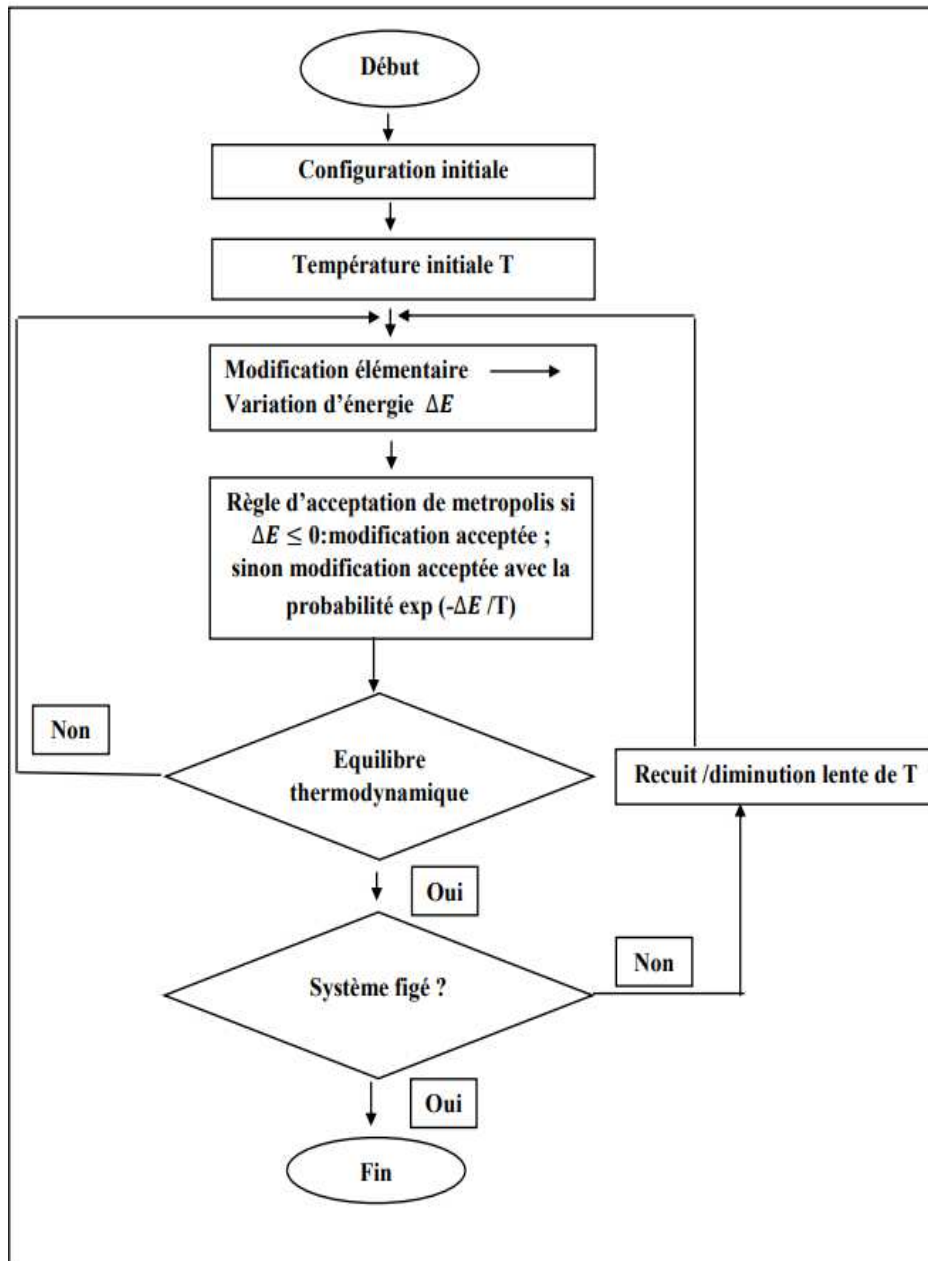 Début
Configuration initiale
Température initiale T
Modification élémentaire
Variation d'énergie ΔE
Règle d'acceptation de metropolis si
ΔE ≤ 0:modification acceptée ;
sinon modification acceptée avec la
probabilité exp (-ΔE /T)
Non
Equilibre
thermodynamique
Recuit /diminution lente de T
Oui
Système figé ?
Non
Oui
Fin